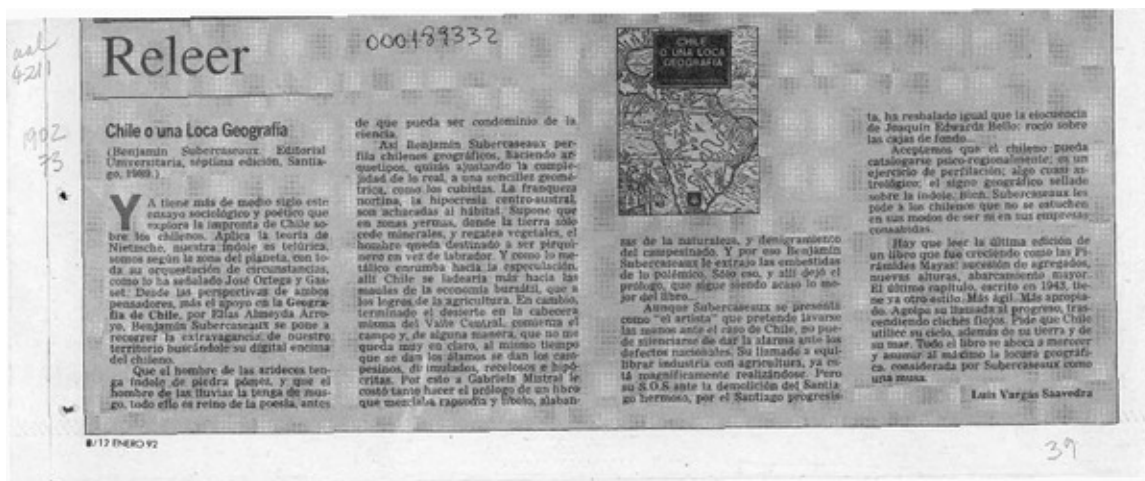 aal
4211
1902
73
Releer
000189332
CHILE
O UNA LOCA
GEOGRAFIA
Chile o una Loca Geografía
(Benjamín Subercaseaux. Editorial
Universitaria, séptima edición, Santia-
go, 1989.)
YA tiene más de medio siglo este
ensayo sociológico y poético que
explora la impronta de Chile so-
bre los chilenos. Aplica la teoría de
Nietzsche, nuestra índole es telúrica,
somos según la zona del planeta, con to-
da su orquestación de circunstancias,
como lo ha señalado José Ortega y Gas-
set. Desde las perspectivas de ambos
pensadores, más el apoyo en la Geogra-
fía de Chile, por Elías Almeyda Arro-
yo, Benjamín Subercaseaux se pone a
recorrer la extravagancia de nuestro
territorio buscándole su digital encima
del chileno.
Que el hombre de las arideces ten-
ga índole de piedra pómez, y que el
hombre de las lluvias la tenga de mus-
go, todo ello es reino de la poesía, antes
de que pueda ser condominio de la
ciencia.
Así Benjamín Subercaseaux per-
fila chilenos geográficos, haciendo ar-
quetipos, quizás ajustando la comple-
jidad de lo real, a una sencillez geomé-
trica, como los cubistas. La franqueza
nortina, la hipocresía centro-austral,
son achacadas al hábitat. Supone que
en zonas yermas, donde la tierra sólo
cede minerales, y regatea vegetales, el
hombre queda destinado a ser pirqui-
nero en vez de labrador. Y como lo me-
tálico enrumba hacia la especulación,
allí Chile se ladearía más hacia las
maulas de la economía bursátil, que a
los logros de la agricultura. En cambio,
terminado el desierto en la cabecera
misma del Valle Central, comienza el
campo y, de alguna manera, que no me
queda muy en claro, al mismo tiempo
que se dan los álamos se dan los cam-
pesinos, disimulados, recelosos e hipó-
critas. Por esto a Gabriela Mistral le
costó tanto hacer el prólogo de un libro
que mezclaba rapsodia y libelo, alaban-
zas de la naturaleza, y denigramiento
del campesinado. Y por eso Benjamín
Subercaseaux le extrajo las embestidas
de lo polémico. Sólo eso, y allí dejó el
prólogo, que sigue siendo acaso lo me-
jor del libro...
Aunque Subercaseaux se presenta
como "el artista" que pretende lavarse
las manos ante el caso de Chile, no pue-
de silenciarse de dar la alarma ante los
defectos nacionales. Su llamado a equi-
librar industria con agricultura, ya es-
tá magníficamente realizándose. Pero
su S.O.S ante la demolición del Santia-
go hermoso, por el Santiago progresis-
ta, ha resbalado igual que la elocuencia
de Joaquín Edwards Bello: rocío sobre
las cajas de fondo.
Aceptemos que el chileno pueda
catalogarse psico-regionalmente; es un
ejercicio de perfilación; algo cuasi as-
trológico; el signo geográfico sellado
sobre la índole. Bien. Subercaseaux les
pide a los chilenos que no se estuchen
en sus modos de ser ni en sus empresas
consabidas.
Hay que leer la última edición de
un libro que fue creciendo como las Pi-
rámides Mayas: sucesión de agregados,
nuevas alturas, abarcamiento mayor.
El último capítulo, escrito en 1943, tie-
ne ya otro estilo. Más ágil. Más apropia-
do. Agolpa su llamada al progreso, tras-
cendiendo clichés flojos. Pide que Chile
utilice su cielo, además de su tierra y de
su mar. Todo el libro se aboca a merecer
y asumir al máximo la locura geográfi-
ca, considerada por Subercaseaux como
una musa.
Luis Vargas Saavedra
8/12 ENERO 92
39